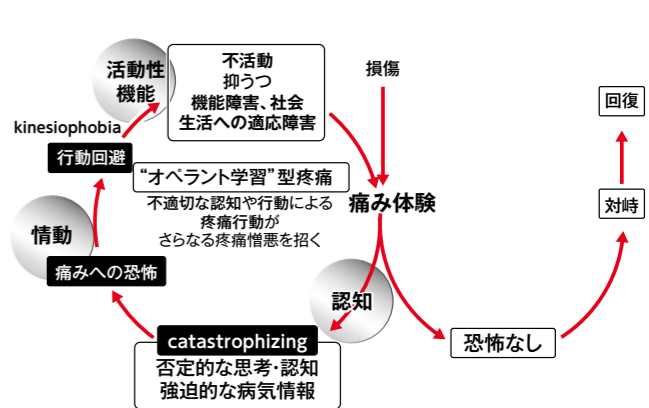 活動性
機能
不活動
抑うつ
機能障害、社会
生活への適応障害
損傷
回復
kinesiophobia
行動回避
“オペラント学習”型疼痛
不適切な認知や行動による
疼痛行動が
さらなる疼痛憎悪を招く
痛み体験
対峙
情動
痛みへの恐怖
認知
catastrophizing
否定的な思考・認知
強迫的な病気情報
恐怖なし